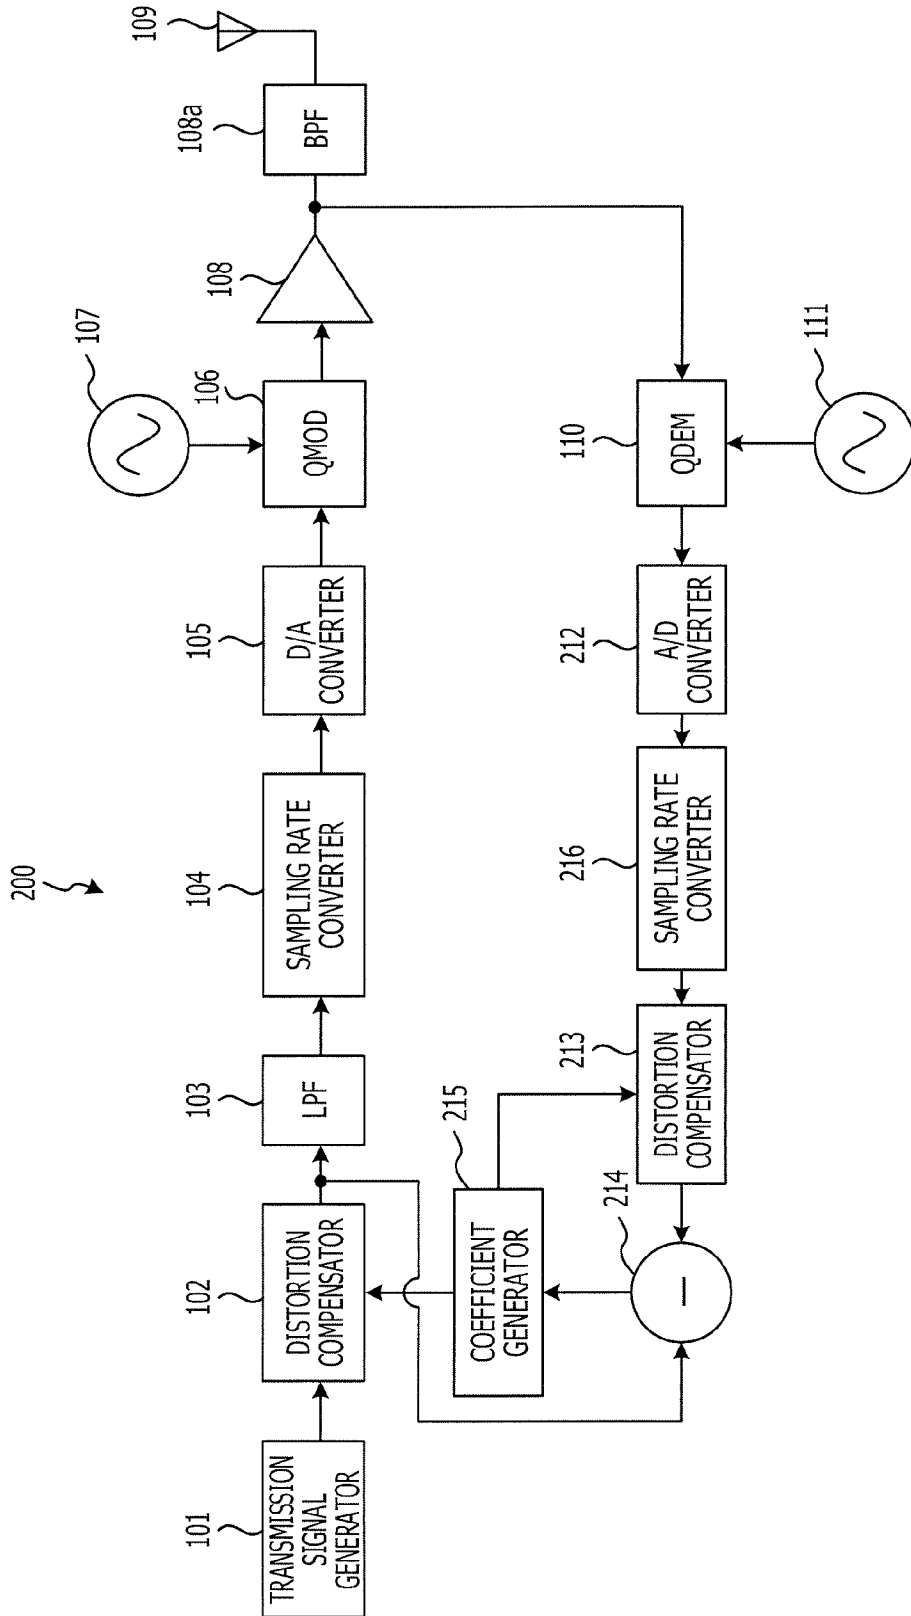 200
101
TRANSMISSION
SIGNAL
GENERATOR
102
DISTORTION
COMPENSATOR
103
LPF
104
SAMPLING RATE
CONVERTER
105
D/A
CONVERTER
106
QMOD
107
108
108a
BPF
109
215
COEFFICIENT
GENERATOR
214
−
213
DISTORTION
COMPENSATOR
216
SAMPLING RATE
CONVERTER
212
A/D
CONVERTER
110
QDEM
111